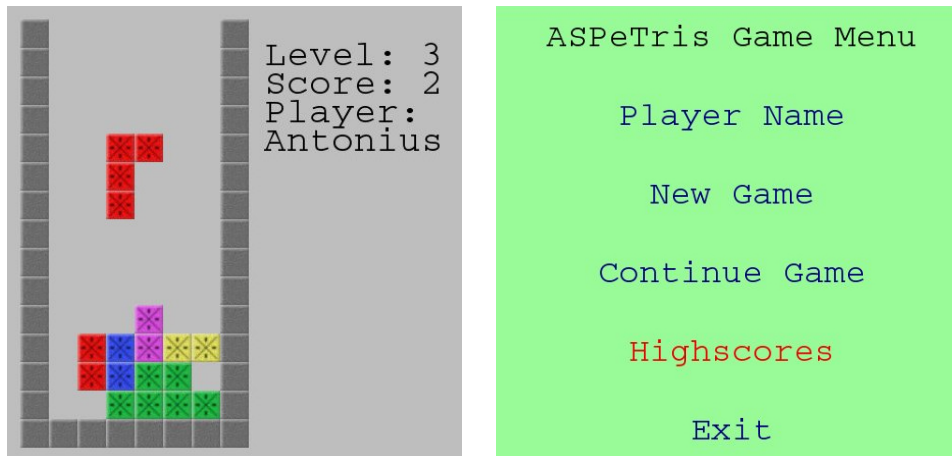 Level: 3
Score: 2
Player:
Antonius
ASPeTris Game Menu
Player Name
New Game
Continue Game
Highscores
Exit